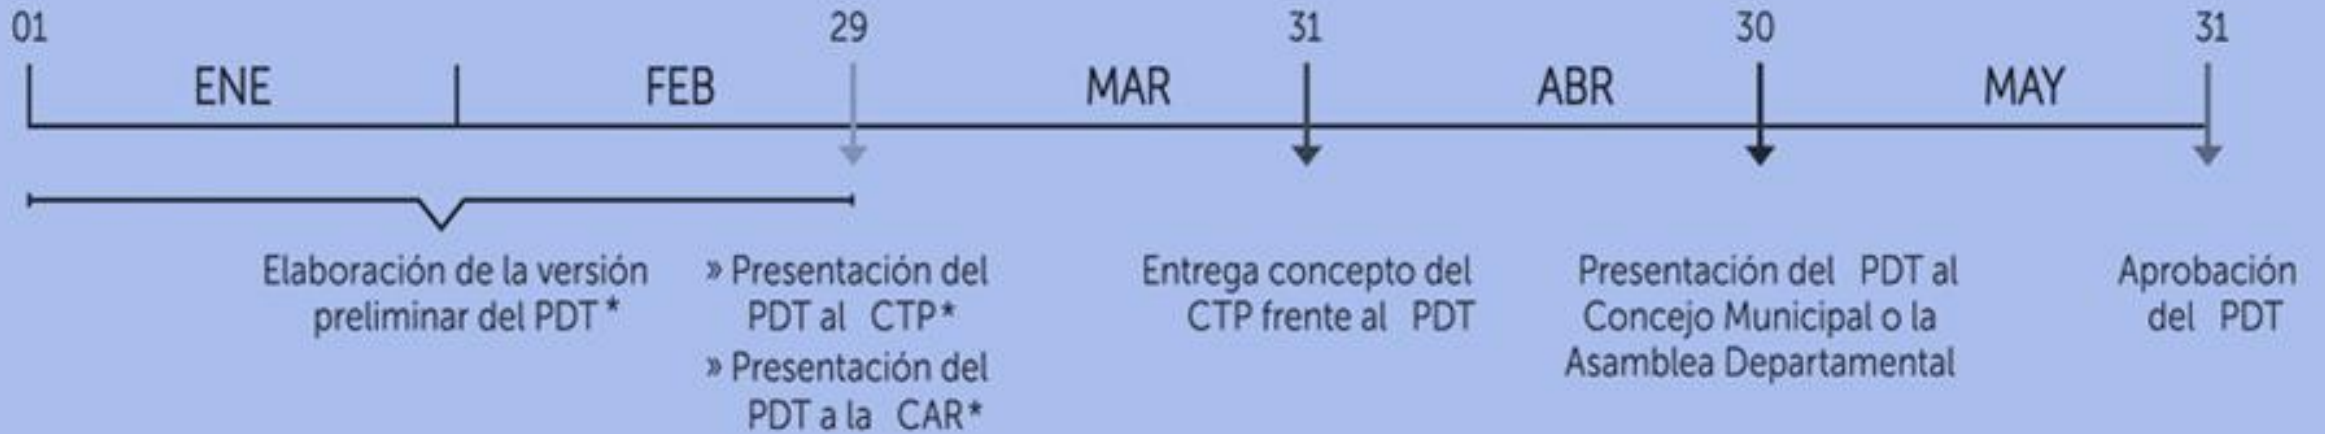 01 29 31 30 31
ENE FEB MAR ABR MAY
Elaboración de la versión
preliminar del PDT *
» Presentación del
PDT al CTP*
» Presentación del
PDT a la CAR*
Entrega concepto del
CTP frente al PDT
Presentación del PDT al
Concejo Municipal o la
Asamblea Departamental
Aprobación
del PDT